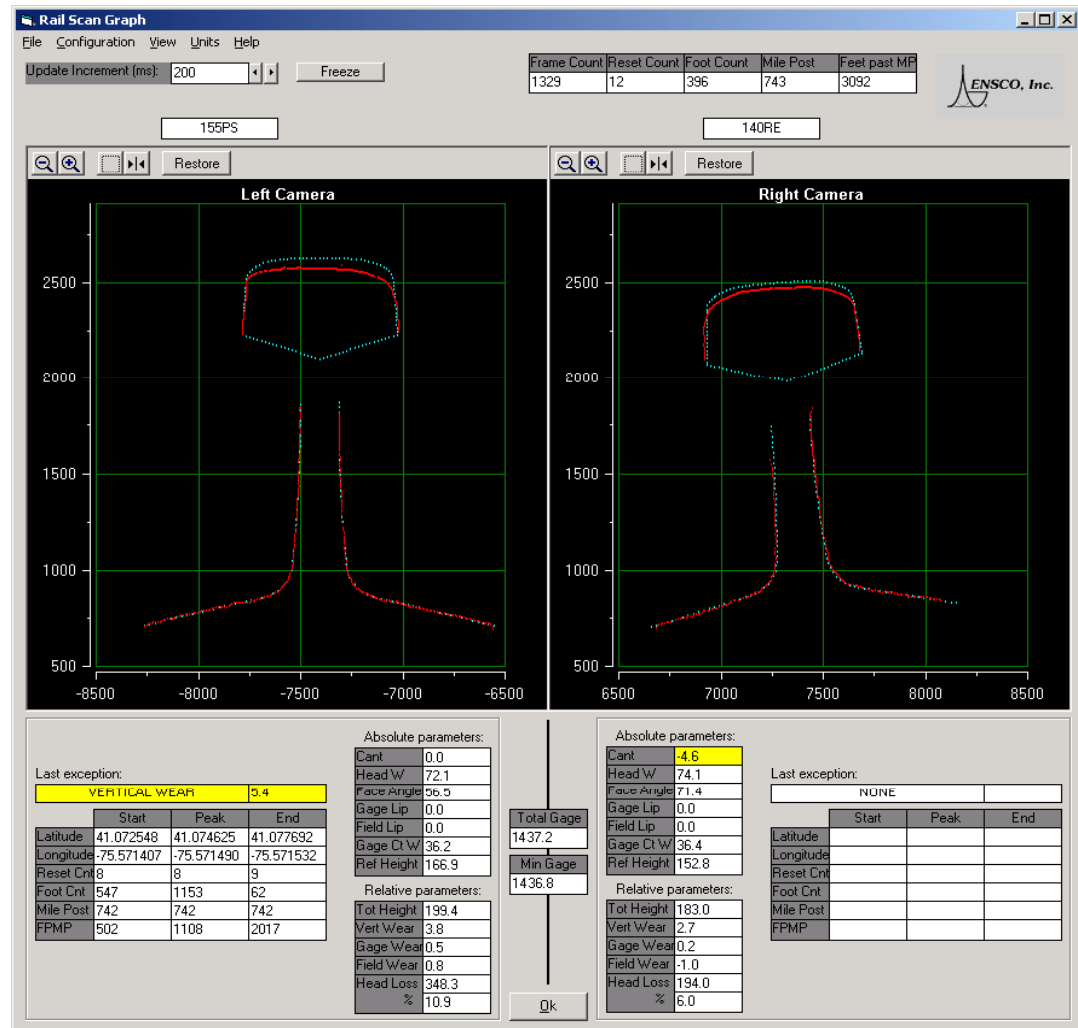 Rail Scan Graph
File Configuration View Units Help
Update Increment (ms): 200 Freeze
Frame Count Reset Count Foot Count Mile Post Feet past MP
1329 12 396 743 3092
ENSCO, Inc.
155PS 140RE
Restore Restore
Left Camera Right Camera
2500 2500
2000 2000
1500 1500
1000 1000
500 500
-8500 -8000 -7500 -7000 -6500
6500 7000 7500 8000 8500
Last exception:
VERTICAL WEAR 5.4
Start Peak End
Latitude 41.072548 41.074625 41.077692
Longitude -75.571407 -75.571490 -75.571532
Reset Cnt 8 8 9
Foot Cnt 547 1153 62
Mile Post 742 742 742
FPMP 502 1108 2017
Absolute parameters:
Cant 0.0
Head W 72.1
Face Angle 56.5
Gage Lip 0.0
Field Lip 0.0
Gage Ct W 36.2
Ref Height 166.9
Relative parameters:
Tot Height 199.4
Vert Wear 3.8
Gage Wear 0.5
Field Wear 0.8
Head Loss 348.3
% 10.9
Total Gage
1437.2
Min Gage
1436.8
Ok
Absolute parameters:
Cant -4.6
Head W 74.1
Face Angle 71.4
Gage Lip 0.0
Field Lip 0.0
Gage Ct W 36.4
Ref Height 152.8
Relative parameters:
Tot Height 183.0
Vert Wear 2.7
Gage Wear 0.2
Field Wear -1.0
Head Loss 194.0
% 6.0
Last exception:
NONE
Start Peak End
Latitude
Longitude
Reset Cnt
Foot Cnt
Mile Post
FPMP